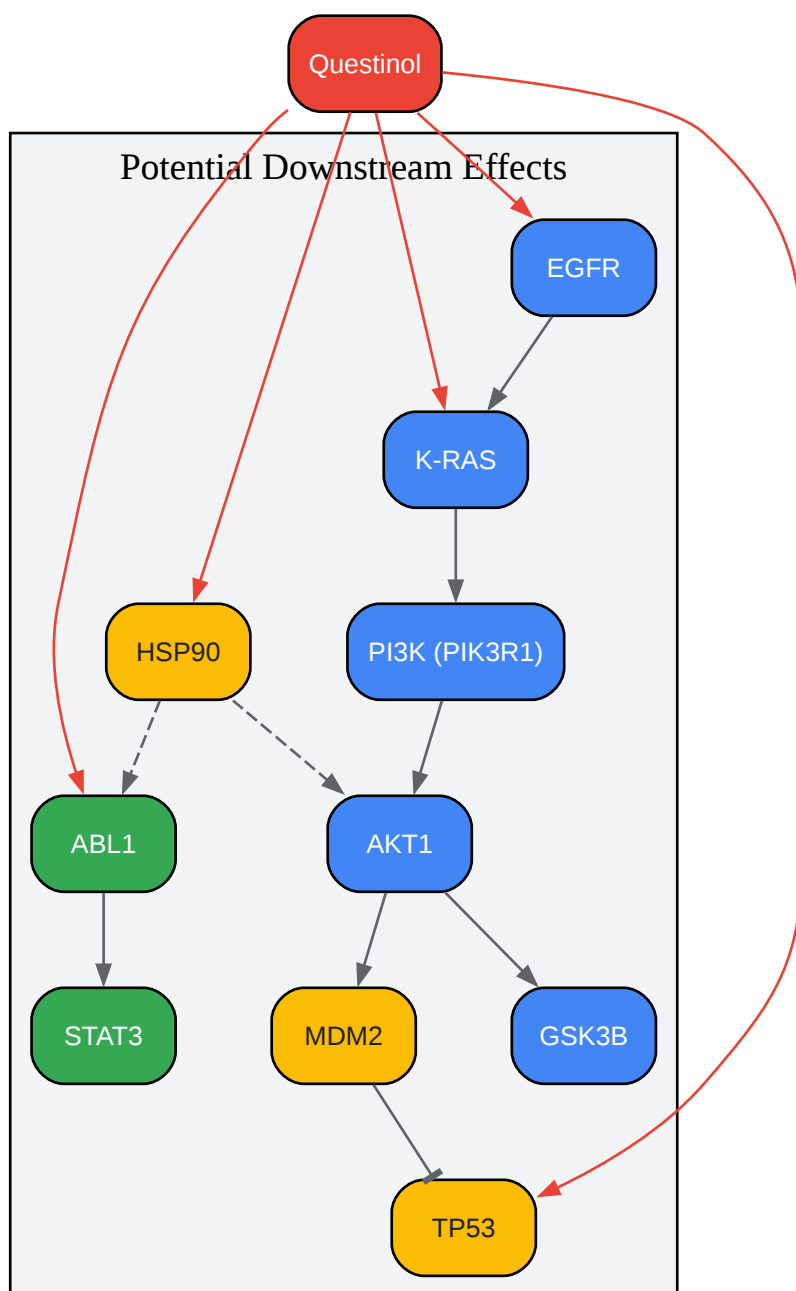 Questinol
Potential Downstream Effects
EGFR
K-RAS
HSP90
PI3K (PIK3R1)
ABL1
AKT1
STAT3
MDM2
GSK3B
TP53